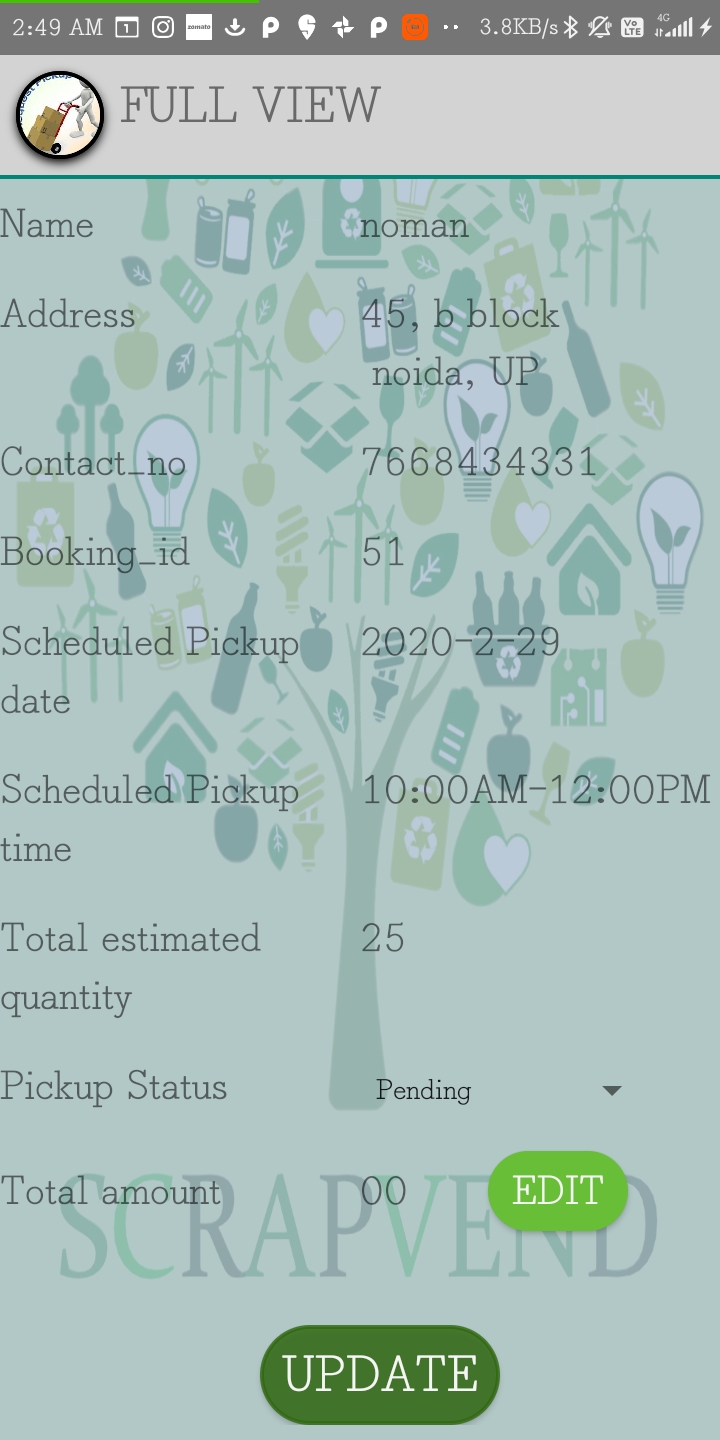 2:49 AM 1 zomato 3.8KB/s Vo LTE 4G
FULL VIEW
Name noman
Address 45, b block
noida, UP
Contact_no 7668434331
Booking_id 51
Scheduled Pickup 2020-2-29
date
Scheduled Pickup 10:00AM-12:00PM
time
Total estimated 25
quantity
Pickup Status Pending
Total amount 00 EDIT
SCRAPVEND
UPDATE